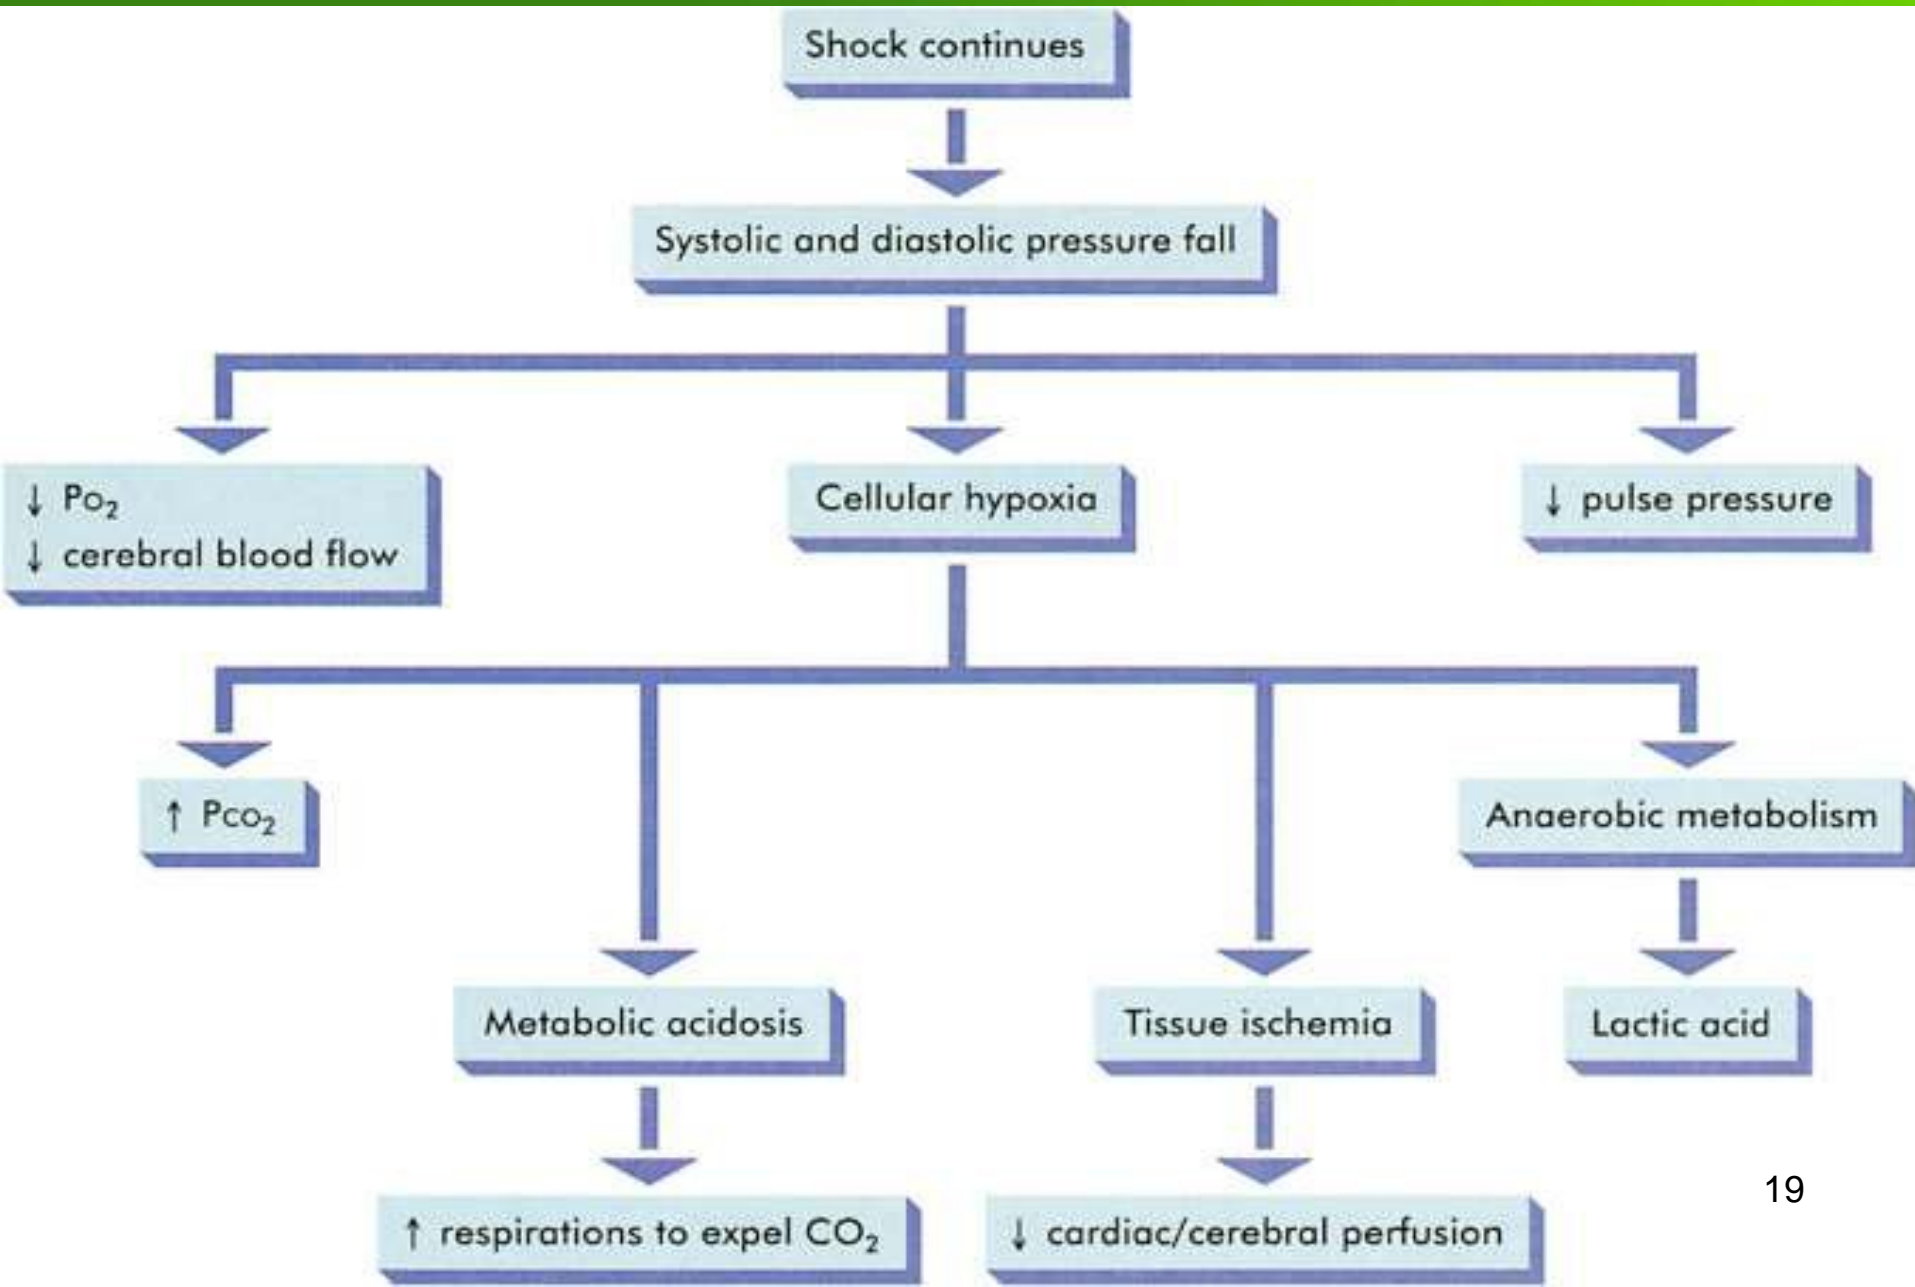 Shock continues
Systolic and diastolic pressure fall
↓ Po₂
↓ cerebral blood flow
Cellular hypoxia
↓ pulse pressure
↑ Pco₂
Anaerobic metabolism
Metabolic acidosis
Tissue ischemia
Lactic acid
↑ respirations to expel CO₂
↓ cardiac/cerebral perfusion
19